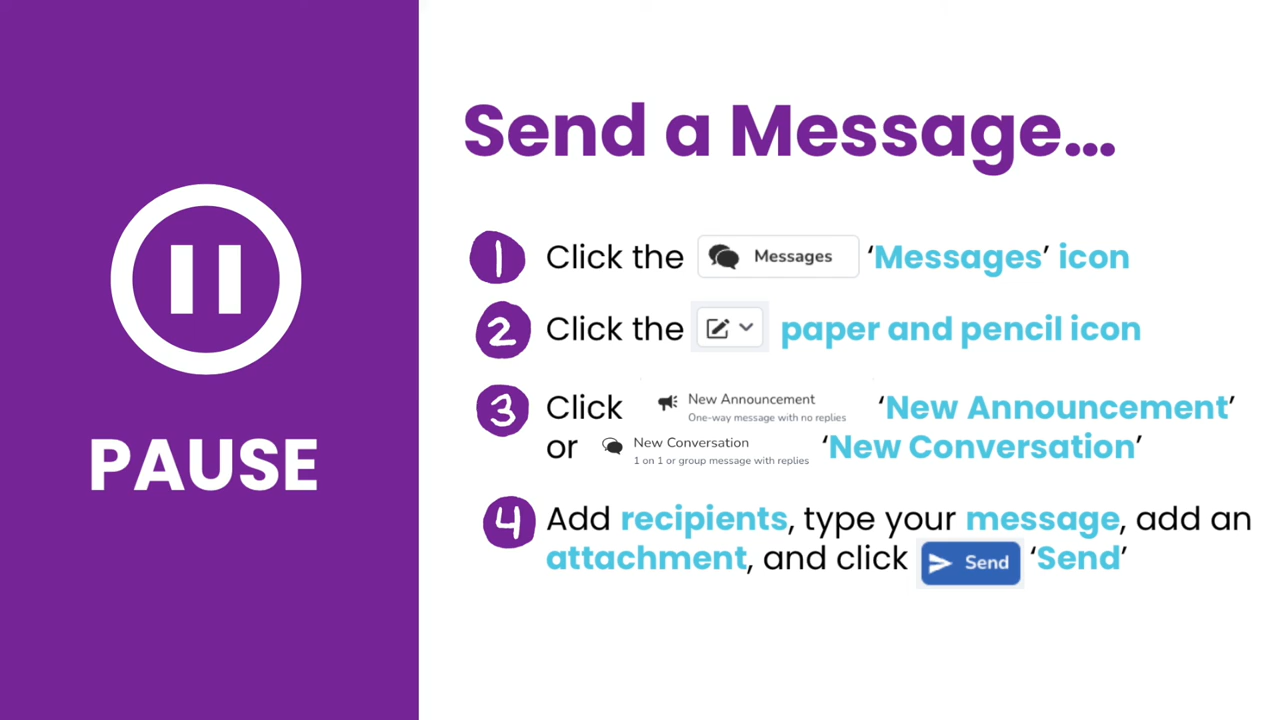 PAUSE
Send a Message...
1 Click the Messages ‘Messages’ icon
2 Click the paper and pencil icon
3 Click New Announcement ‘New Announcement’
One-way message with no replies
or New Conversation ‘New Conversation’
1 on 1 or group message with replies
4 Add recipients, type your message, add an
attachment, and click Send ‘Send’